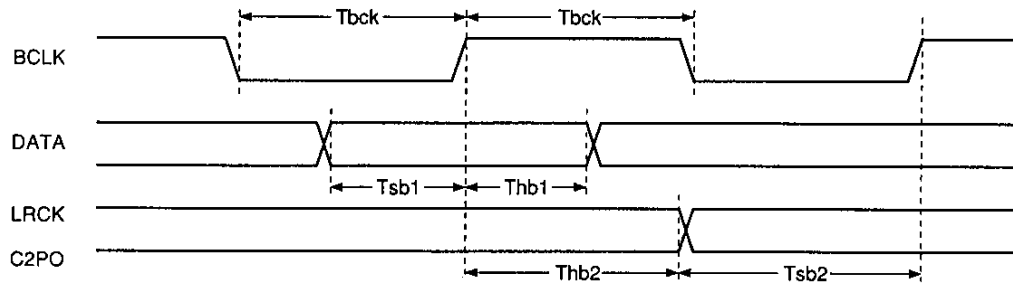 Tbck Tbck
BCLK
DATA
Tsb1 Thb1
LRCK
C2PO
Thb2 Tsb2